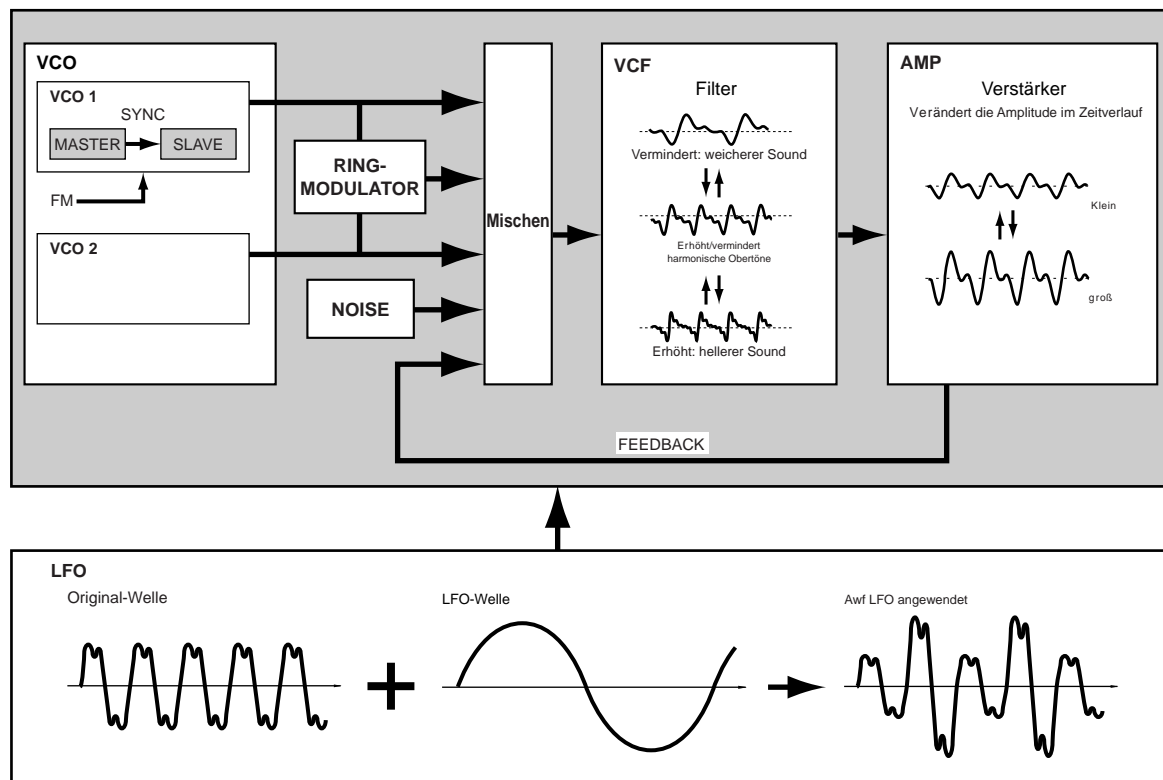 VCO
VCO 1
SYNC
MASTER
SLAVE
FM
VCO 2
RING-
MODULATOR
NOISE
Mischen
VCF
Filter
Vermindert: weicherer Sound
Erhöht/vermindert
harmonische Obertöne
Erhöht: hellerer Sound
AMP
Verstärker
Verändert die Amplitude im Zeitverlauf
Klein
groß
FEEDBACK
LFO
Original-Welle
LFO-Welle
Awf LFO angewendet